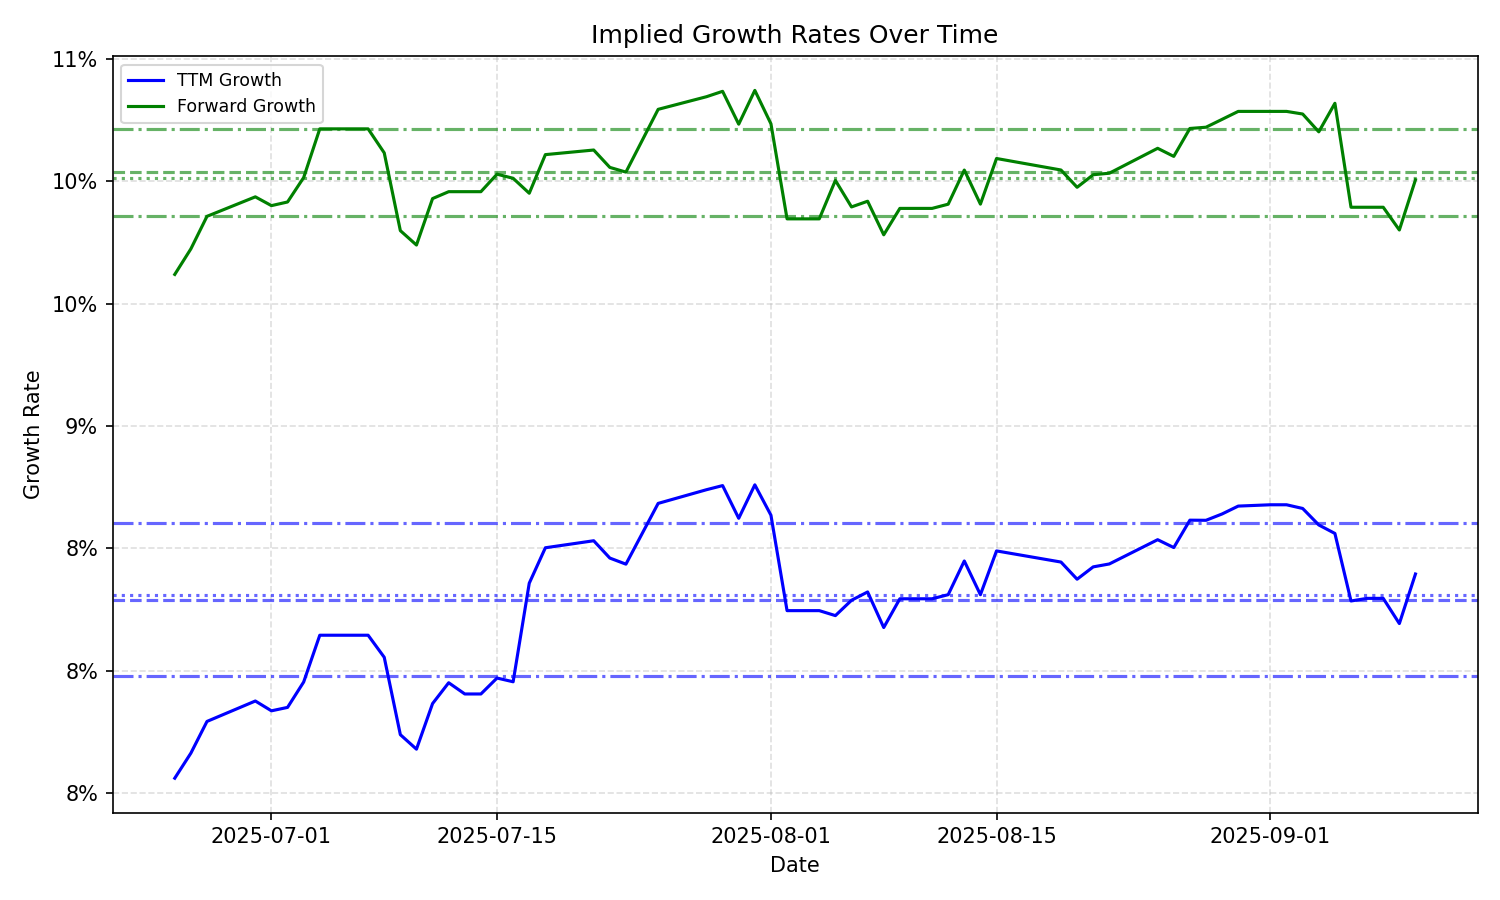 Implied Growth Rates Over Time
TTM Growth
Forward Growth
11%
10%
10%
9%
8%
8%
8%
Growth Rate
2025-07-01
2025-07-15
2025-08-01
2025-08-15
2025-09-01
Date